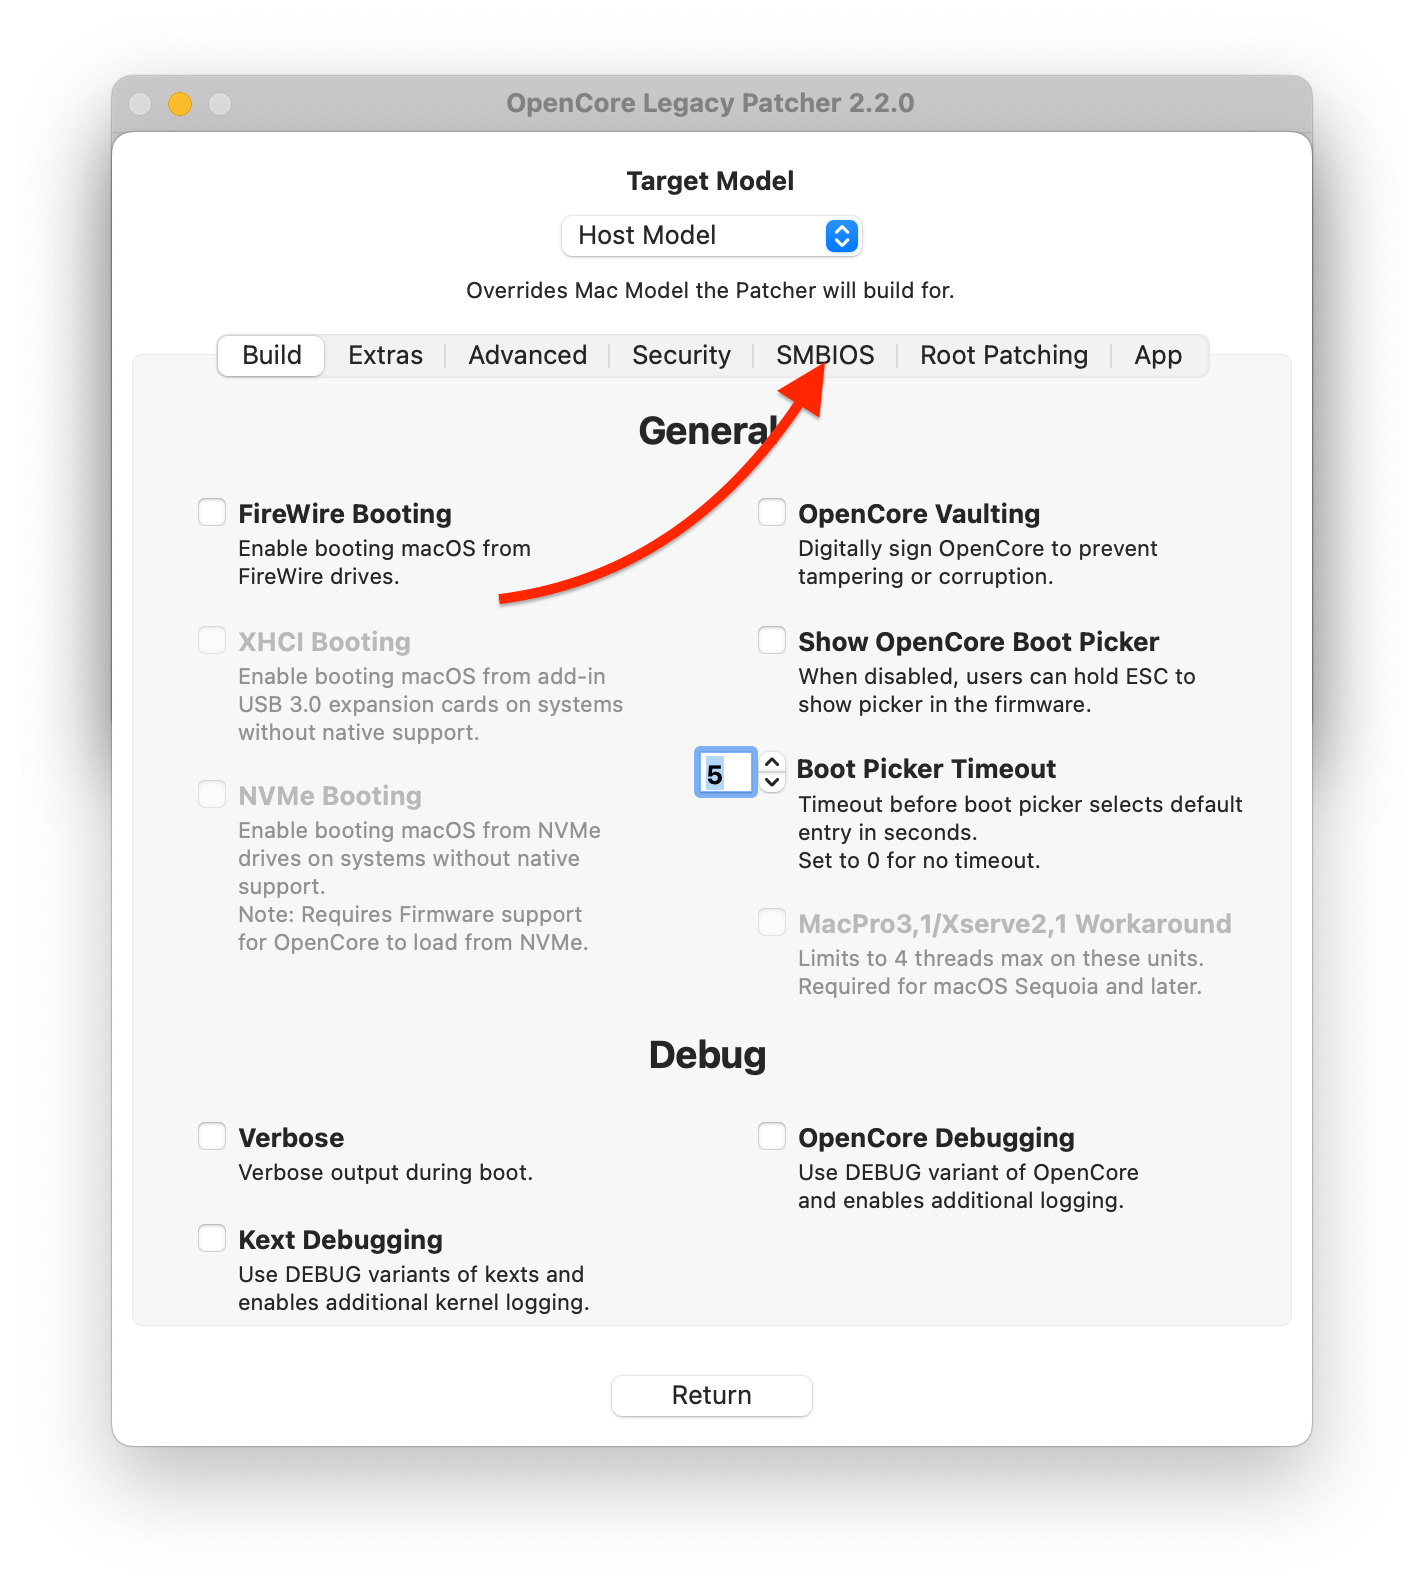 OpenCore Legacy Patcher 2.2.0
Target Model
Host Model
Overrides Mac Model the Patcher will build for.
Build Extras Advanced Security SMBIOS Root Patching App
General
FireWire Booting
Enable booting macOS from
FireWire drives.
XHCI Booting
Enable booting macOS from add-in
USB 3.0 expansion cards on systems
without native support.
NVMe Booting
Enable booting macOS from NVMe
drives on systems without native
support.
Note: Requires Firmware support
for OpenCore to load from NVMe.
OpenCore Vaulting
Digitally sign OpenCore to prevent
tampering or corruption.
Show OpenCore Boot Picker
When disabled, users can hold ESC to
show picker in the firmware.
5 Boot Picker Timeout
Timeout before boot picker selects default
entry in seconds.
Set to 0 for no timeout.
MacPro3,1/Xserve2,1 Workaround
Limits to 4 threads max on these units.
Required for macOS Sequoia and later.
Debug
Verbose
Verbose output during boot.
Kext Debugging
Use DEBUG variants of kexts and
enables additional kernel logging.
OpenCore Debugging
Use DEBUG variant of OpenCore
and enables additional logging.
Return